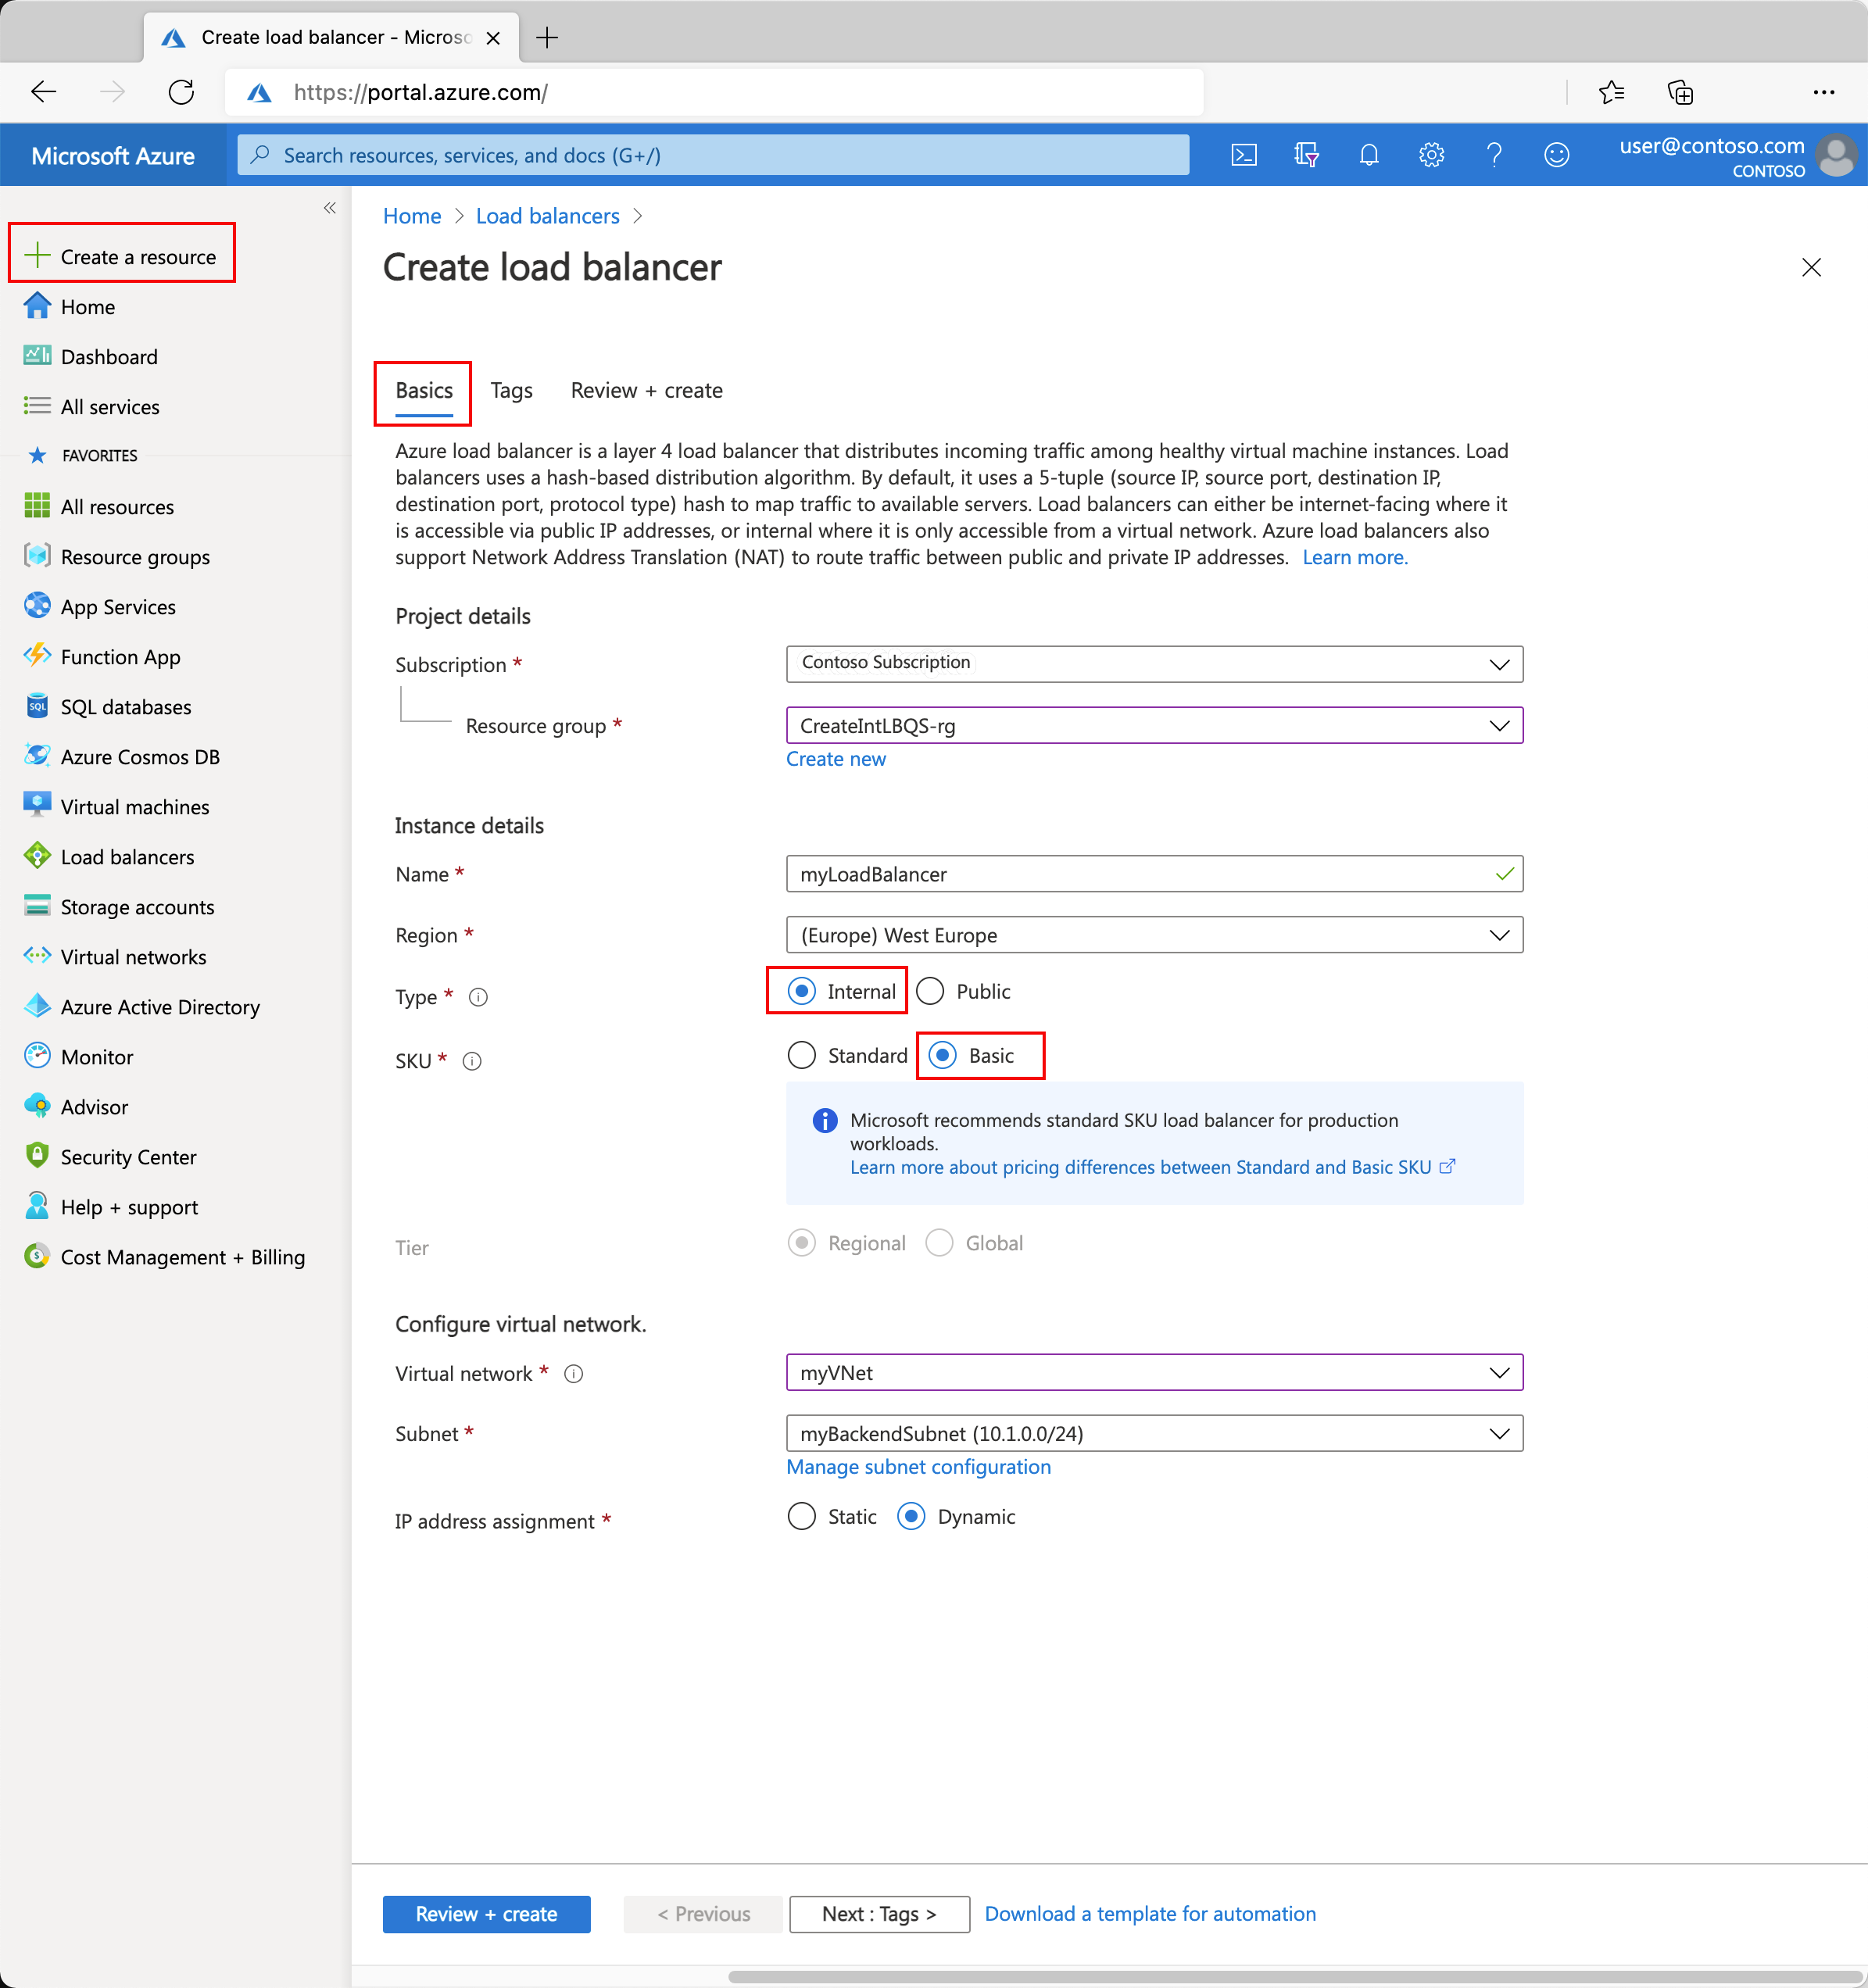 Create load balancer - Micros
https://portal.azure.com/
Microsoft Azure
Search resources, services, and docs (G+/)
user@contoso.com
CONTOSO
Create a resource
Home
Dashboard
All services
FAVORITES
All resources
Resource groups
App Services
Function App
SQL databases
Azure Cosmos DB
Virtual machines
Load balancers
Storage accounts
Virtual networks
Azure Active Directory
Monitor
Advisor
Security Center
Help + support
Cost Management + Billing
Home > Load balancers >
Create load balancer
Basics Tags Review + create
Azure load balancer is a layer 4 load balancer that distributes incoming traffic among healthy virtual machine instances. Load
balancers uses a hash-based distribution algorithm. By default, it uses a 5-tuple (source IP, source port, destination IP,
destination port, protocol type) hash to map traffic to available servers. Load balancers can either be internet-facing where it
is accessible via public IP addresses, or internal where it is only accessible from a virtual network. Azure load balancers also
support Network Address Translation (NAT) to route traffic between public and private IP addresses. Learn more.
Project details
Subscription * Contoso Subscription
Resource group * CreateIntLBQS-rg
Create new
Instance details
Name * myLoadBalancer
Region * (Europe) West Europe
Type * Internal Public
SKU * Standard Basic
Microsoft recommends standard SKU load balancer for production
workloads.
Learn more about pricing differences between Standard and Basic SKU
Tier Regional Global
Configure virtual network.
Virtual network * myVNet
Subnet * myBackendSubnet (10.1.0.0/24)
Manage subnet configuration
IP address assignment * Static Dynamic
Review + create < Previous Next : Tags > Download a template for automation